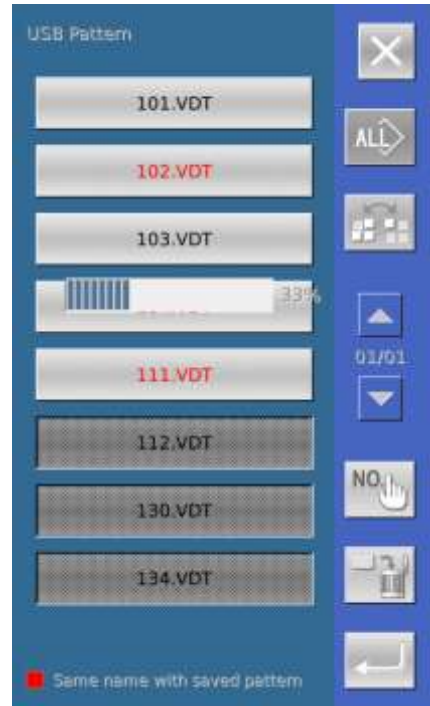 USB Pattern
101.VDT
ALL
102.VDT
103.VDT
33%
01/01
111.VDT
112.VDT
NO.
130.VDT
134.VDT
Same name with saved pattern